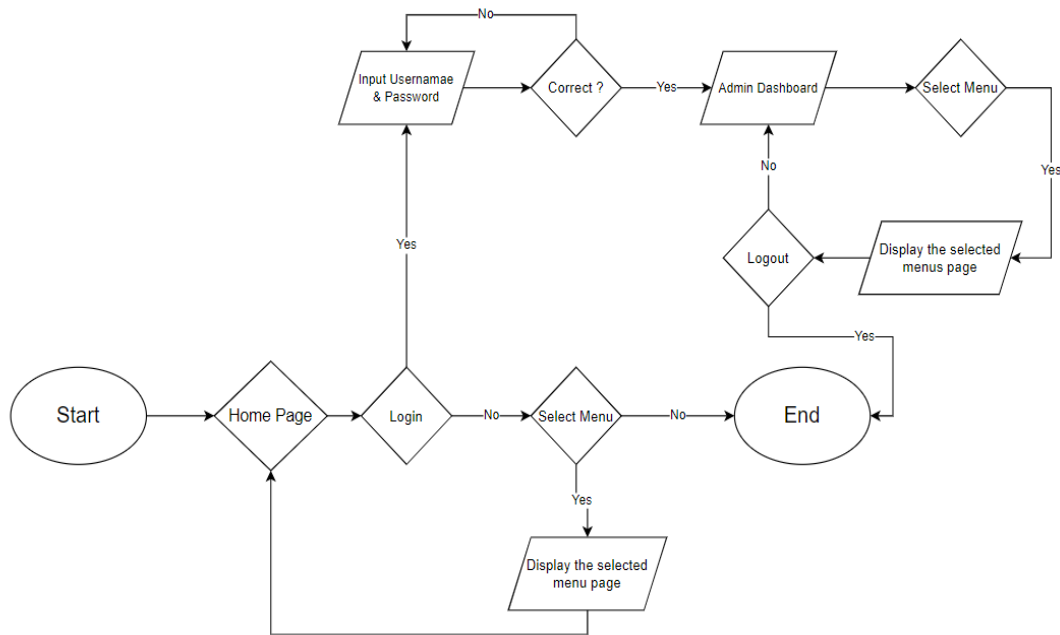 No
Input Usernamae
& Password
Correct ?
Yes
Admin Dashboard
Select Menu
Yes
No
Yes
Logout
Display the selected
menus page
Yes
Start
Home Page
Login
No
Select Menu
No
End
Yes
Display the selected
menu page